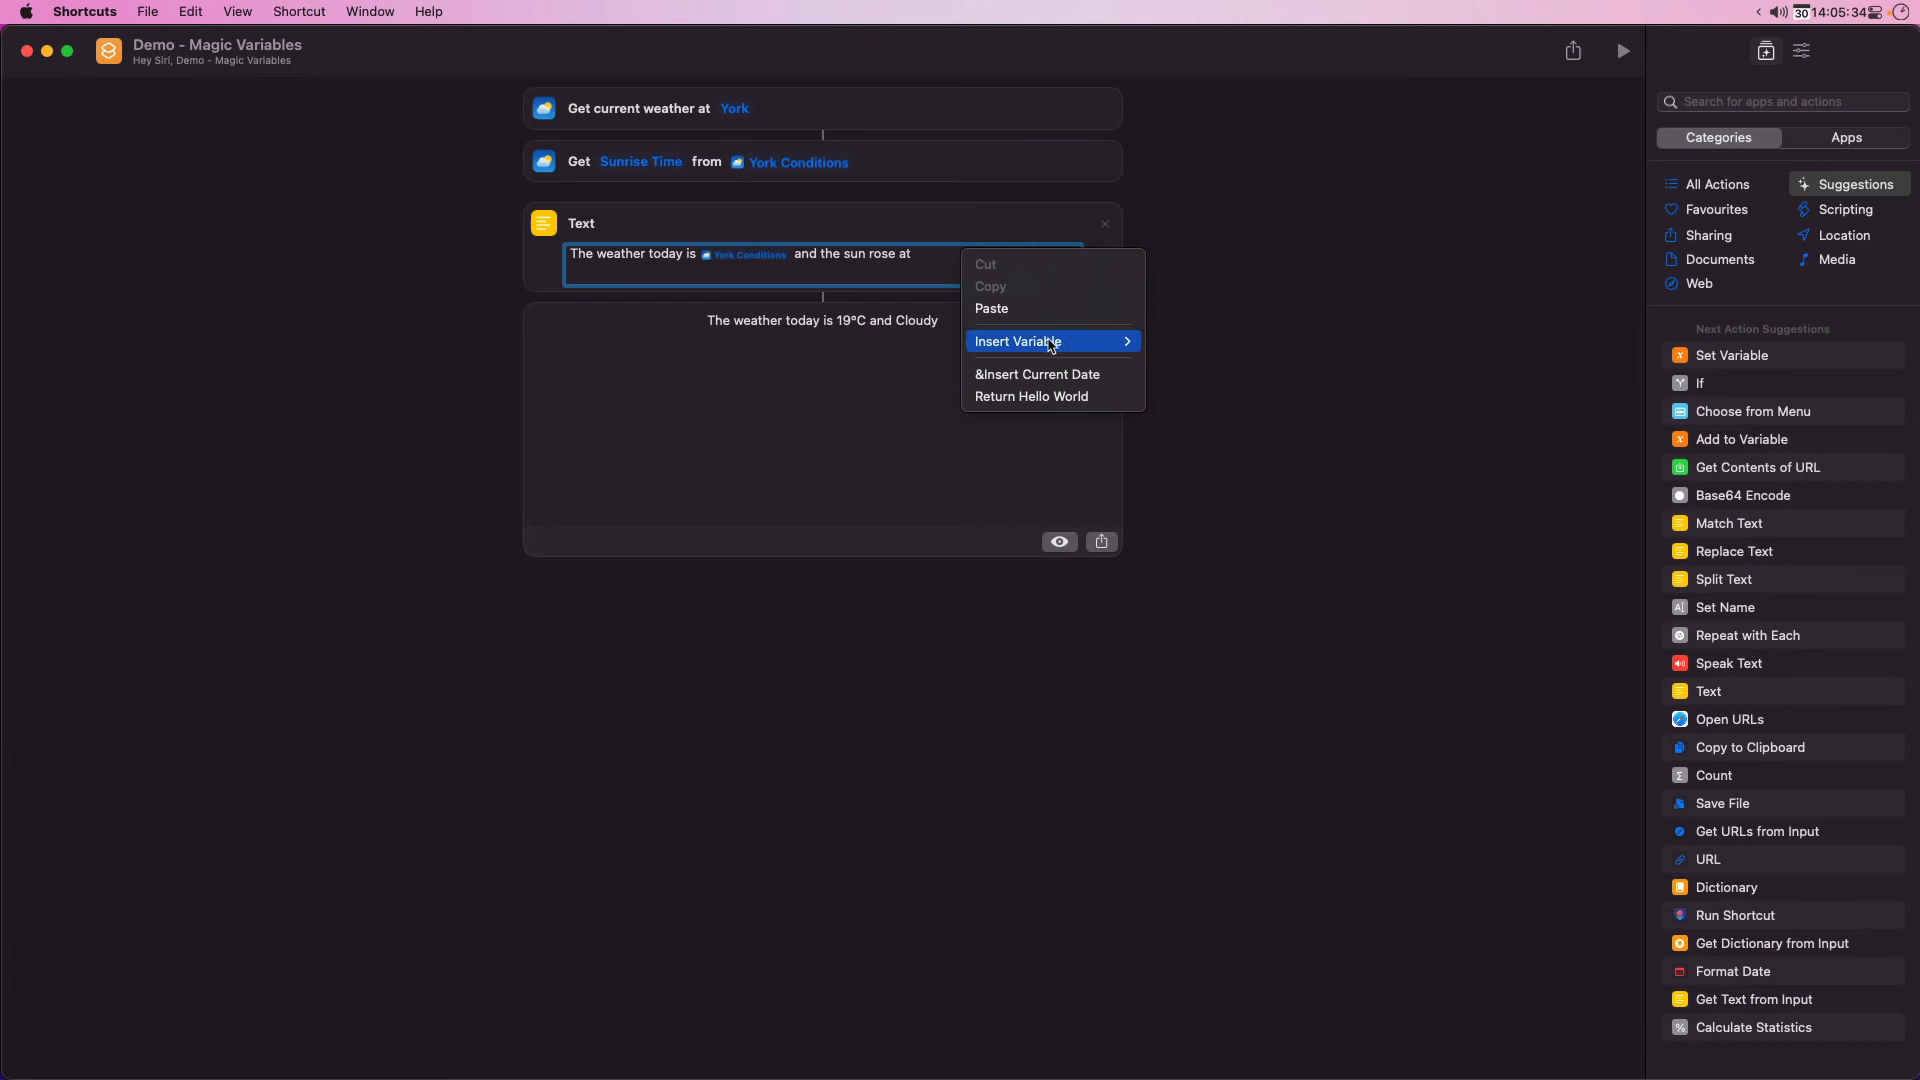 Shortcuts File Edit View Shortcut Window Help
30 14:05:34
Demo - Magic Variables
Hey Siri, Demo - Magic Variables
Get current weather at York
Get Sunrise Time from York Conditions
Text
The weather today is York Conditions and the sun rose at
The weather today is 19°C and Cloudy
Cut
Copy
Paste
Insert Variable
&Insert Current Date
Return Hello World
Search for apps and actions
Categories Apps
All Actions Suggestions
Favourites Scripting
Sharing Location
Documents Media
Web
Next Action Suggestions
Set Variable
If
Choose from Menu
Add to Variable
Get Contents of URL
Base64 Encode
Match Text
Replace Text
Split Text
Set Name
Repeat with Each
Speak Text
Text
Open URLs
Copy to Clipboard
Count
Save File
Get URLs from Input
URL
Dictionary
Run Shortcut
Get Dictionary from Input
Format Date
Get Text from Input
Calculate Statistics